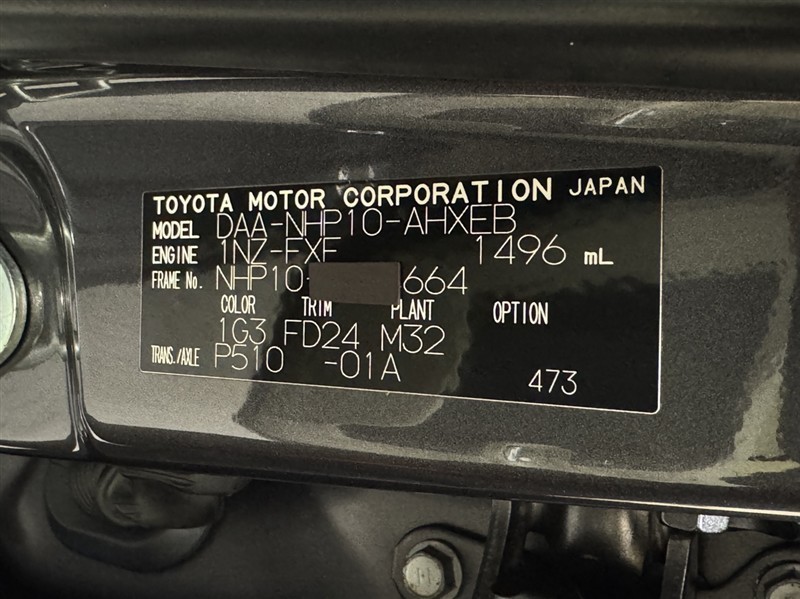 TOYOTA MOTOR CORPORATION JAPAN
MODEL DAA-NHP10-AHXEB
ENGINE 1NZ-FXE 1496 mL
FRAME No. NHP10- 664
COLOR TRIM PLANT OPTION
1G3 FD24 M32
TRANS./AXLE P510 -01A
473